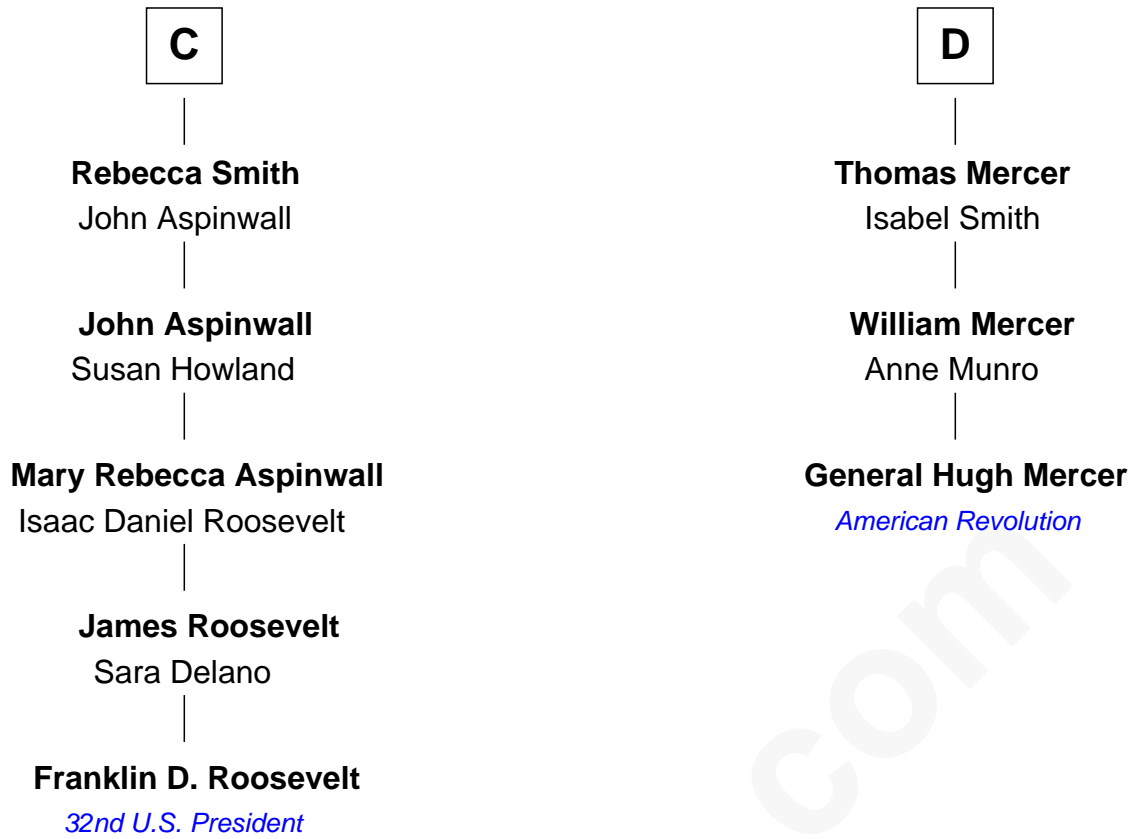 C
Rebecca Smith
John Aspinwall
John Aspinwall
Susan Howland
Mary Rebecca Aspinwall
Isaac Daniel Roosevelt
James Roosevelt
Sara Delano
Franklin D. Roosevelt
32nd U.S. President
D
Thomas Mercer
Isabel Smith
William Mercer
Anne Munro
General Hugh Mercer
American Revolution
com